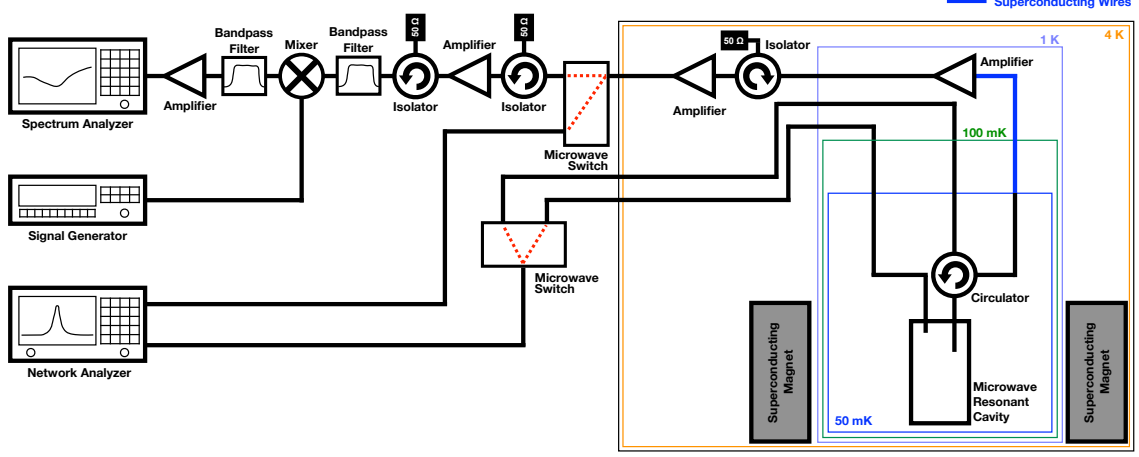 Superconducting Wires
50 Ω
50 Ω
Bandpass
Filter
Mixer
Bandpass
Filter
Amplifier
50 Ω
Isolator
1 K
4 K
Amplifier
Amplifier
Isolator
Isolator
Amplifier
Spectrum Analyzer
100 mK
Microwave
Switch
Signal Generator
Microwave
Switch
Circulator
Network Analyzer
Superconducting
Magnet
Superconducting
Magnet
Microwave
Resonant
Cavity
50 mK